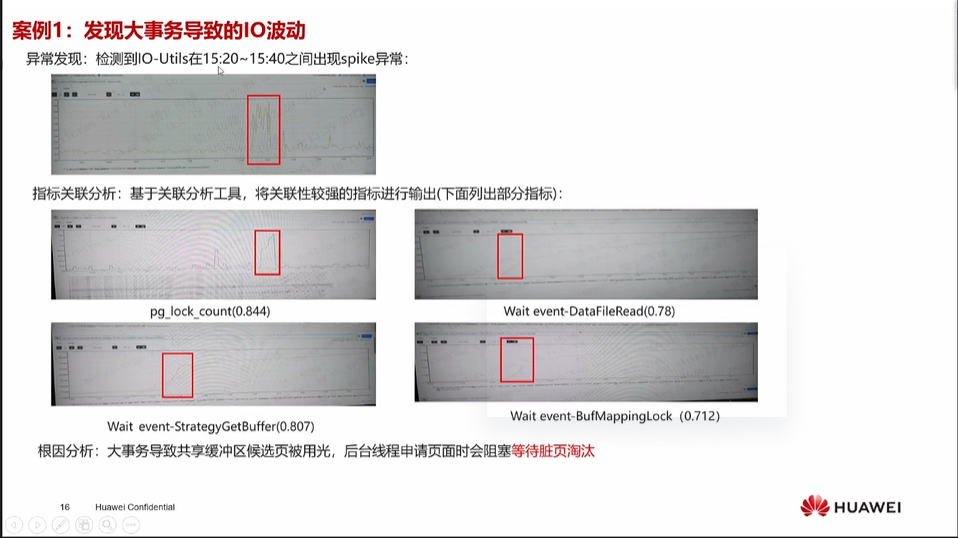 案例1：发现大事务导致的IO波动
异常发现：检测到IO-Utils在15:20~15:40之间出现spike异常：
指标关联分析：基于关联分析工具，将关联性较强的指标进行输出(下面列出部分指标)：
pg_lock_count(0.844)
Wait event-DataFileRead(0.78)
Wait event-StrategyGetBuffer(0.807)
Wait event-BufMappingLock（0.712）
根因分析：大事务导致共享缓冲区候选页被用光，后台线程申请页面时会阻塞等待脏页淘汰
16
Huawei Confidential
HUAWEI